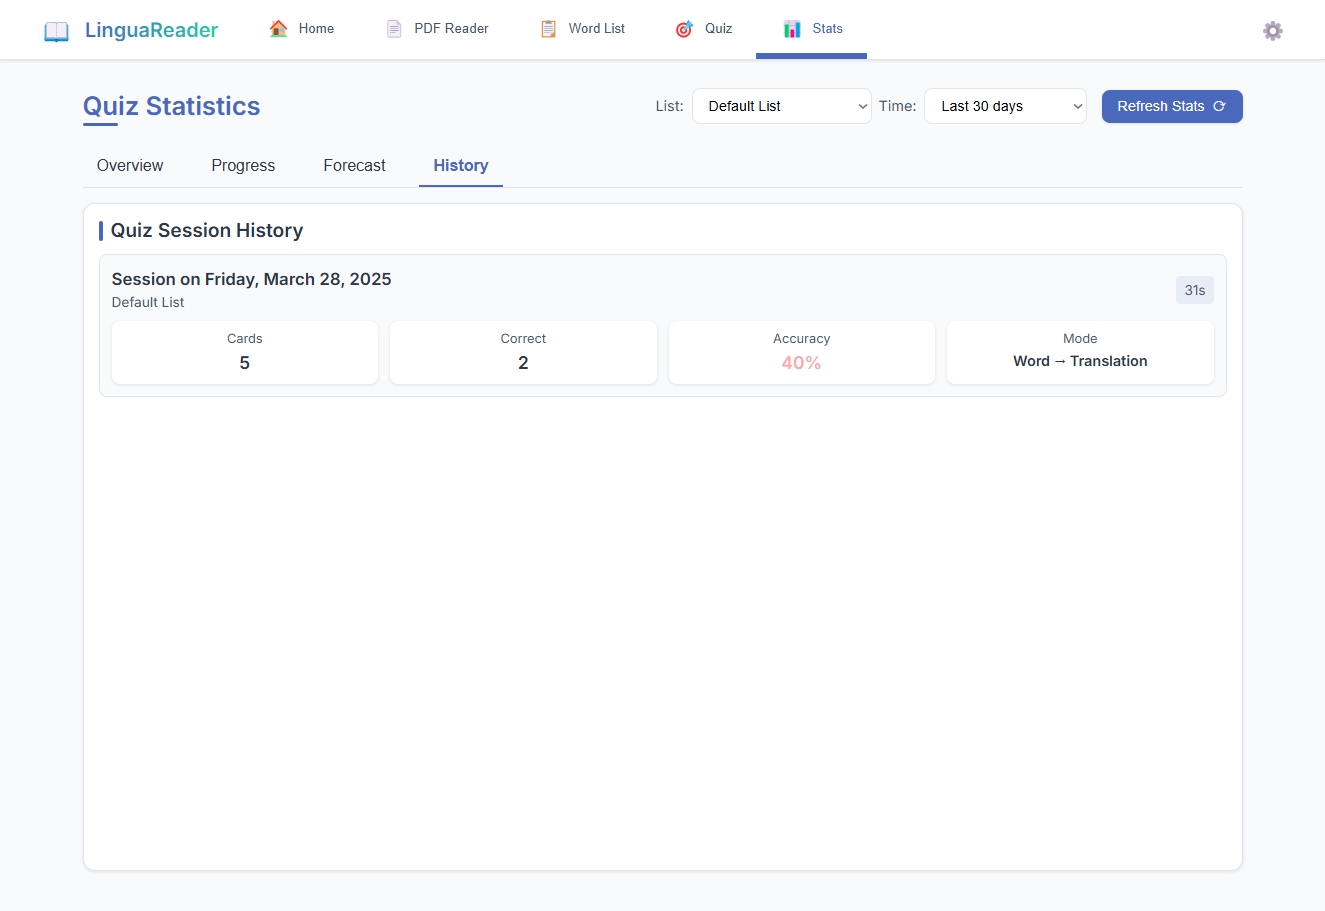 LinguaReader
Home
PDF Reader
Word List
Quiz
Stats
Quiz Statistics
List:
Default List
Time:
Last 30 days
Refresh Stats
Overview
Progress
Forecast
History
Quiz Session History
Session on Friday, March 28, 2025
Default List
31s
Cards
5
Correct
2
Accuracy
40%
Mode
Word → Translation